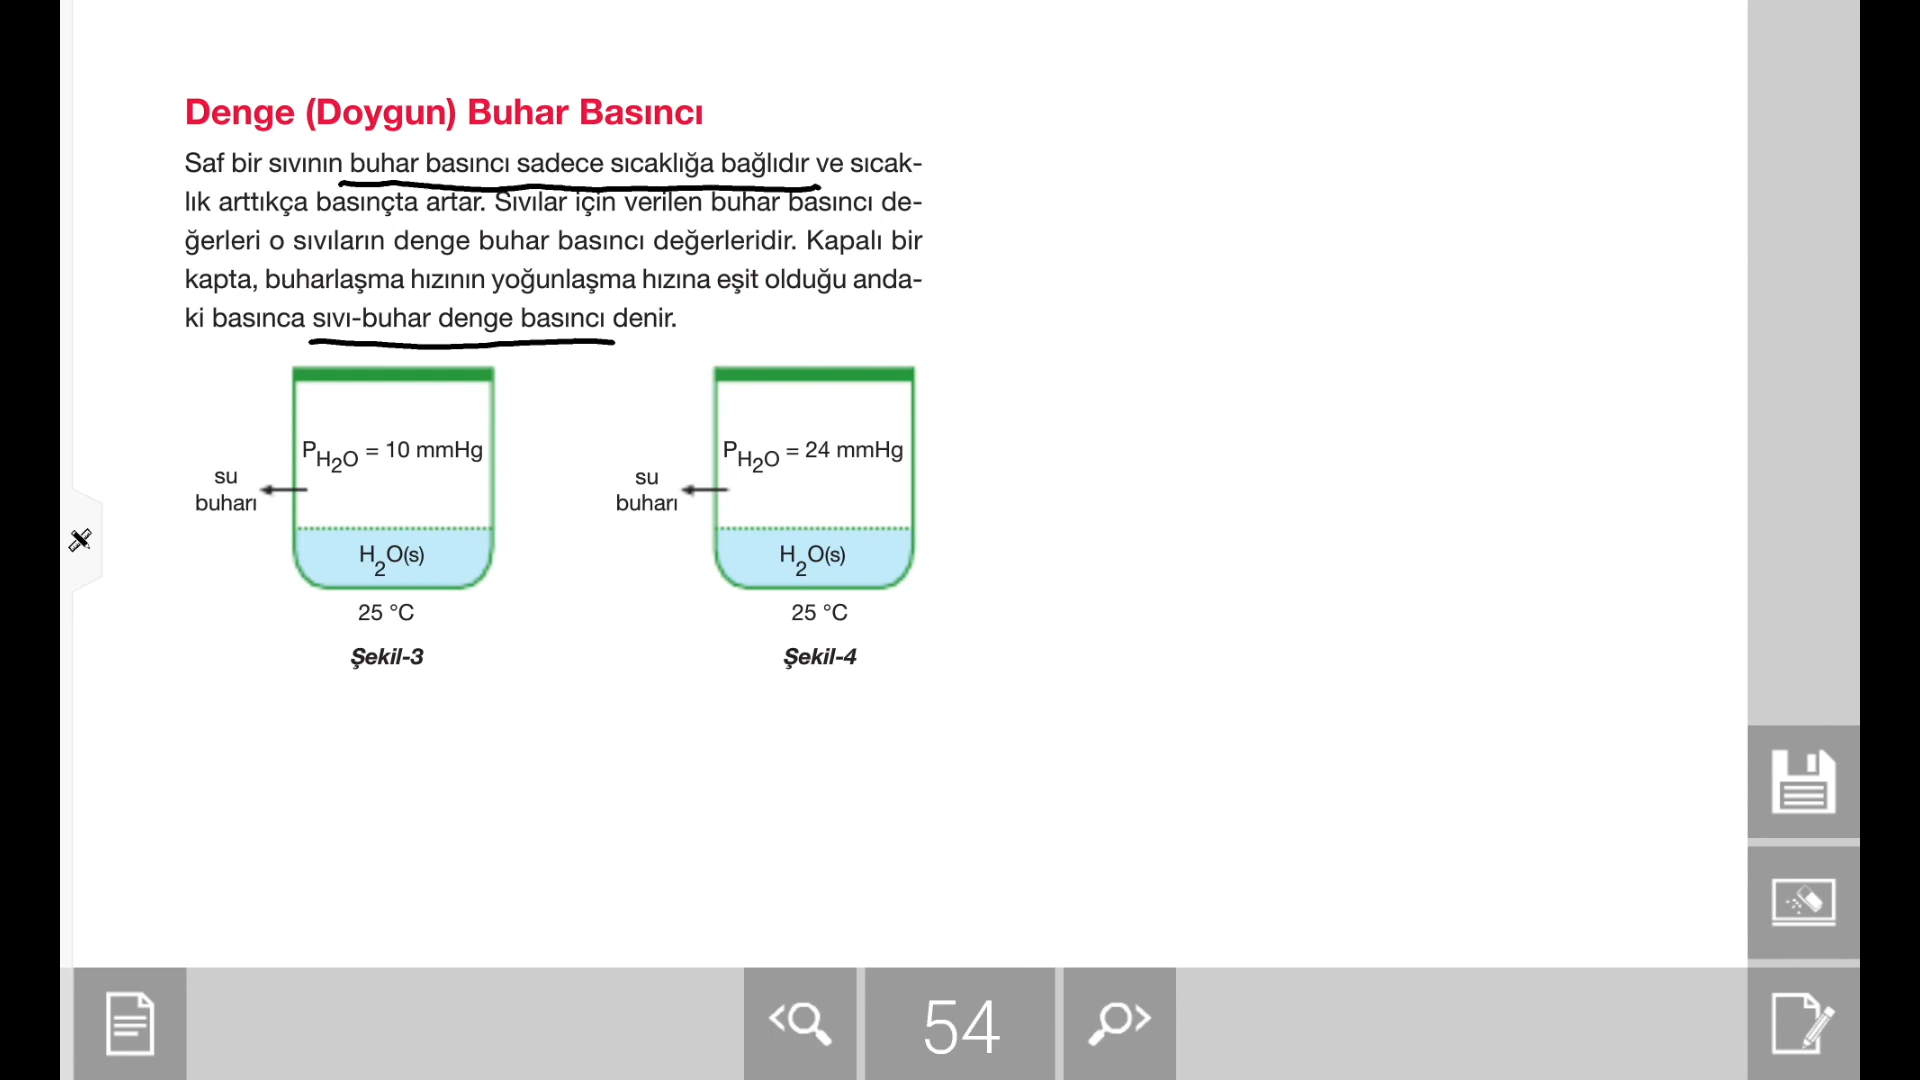 Denge (Doygun) Buhar Basıncı
Saf bir sıvının buhar basıncı sadece sıcaklığa bağlıdır ve sıcak-
lık arttıkça basınçta artar. Sıvılar için verilen buhar basıncı de-
ğerleri o sıvıların denge buhar basıncı değerleridir. Kapalı bir
kapta, buharlaşma hızının yoğunlaşma hızına eşit olduğu anda-
ki basınca sıvı-buhar denge basıncı denir.
P_H₂O = 10 mmHg
su
buharı
H₂O(s)
25 °C
Şekil-3
P_H₂O = 24 mmHg
su
buharı
H₂O(s)
25 °C
Şekil-4
54